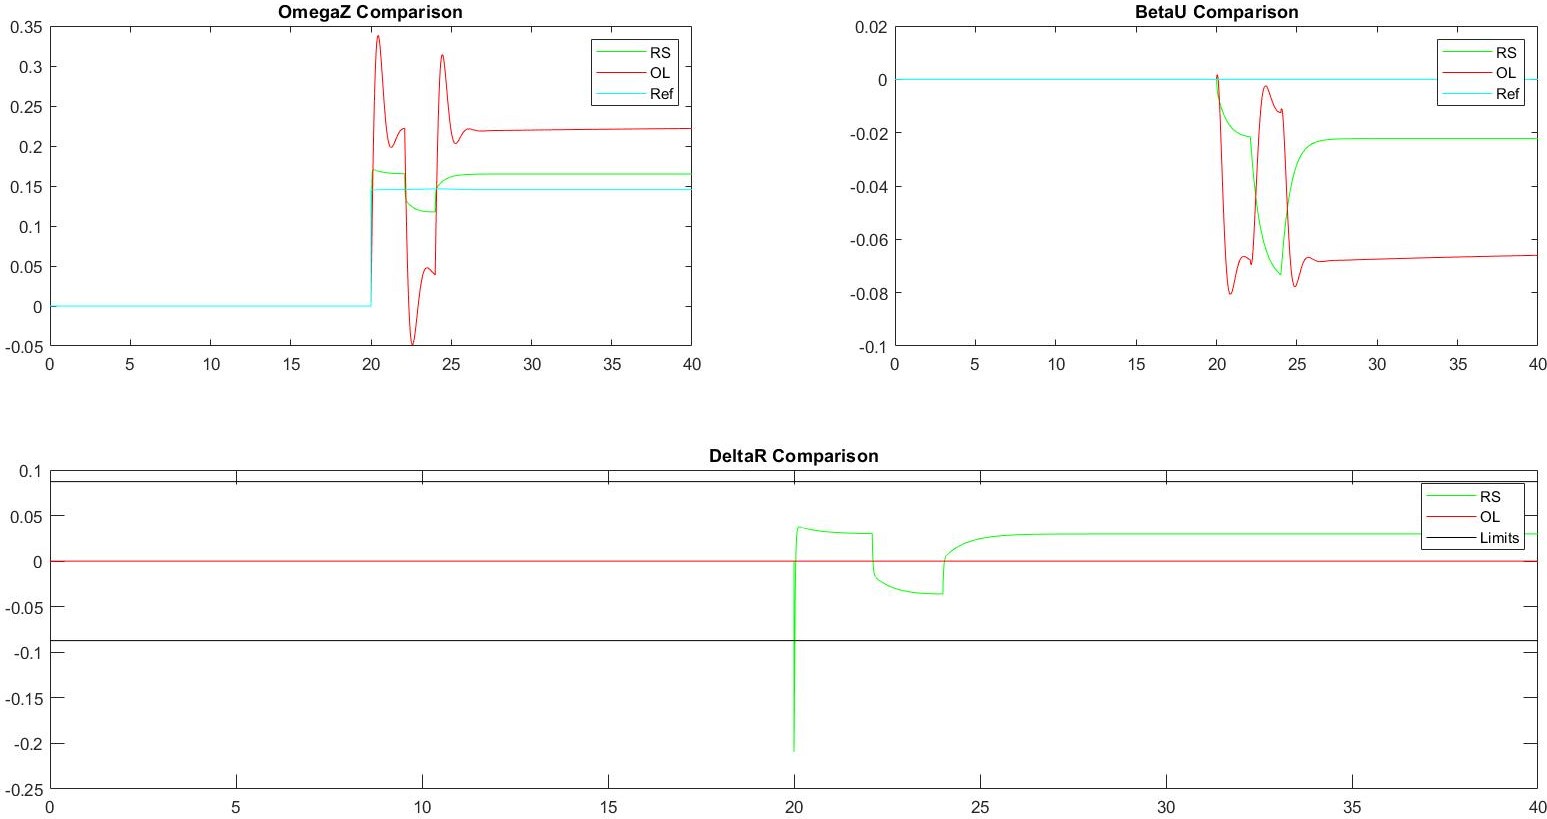 OmegaZ Comparison
0.35
0.3
0.25
0.2
0.15
0.1
0.05
0
-0.05
0 5 10 15 20 25 30 35 40
RS
OL
Ref
BetaU Comparison
0.02
0
-0.02
-0.04
-0.06
-0.08
-0.1
0 5 10 15 20 25 30 35 40
RS
OL
Ref
DeltaR Comparison
0.1
0.05
0
-0.05
-0.1
-0.15
-0.2
-0.25
0 5 10 15 20 25 30 35 40
RS
OL
Limits